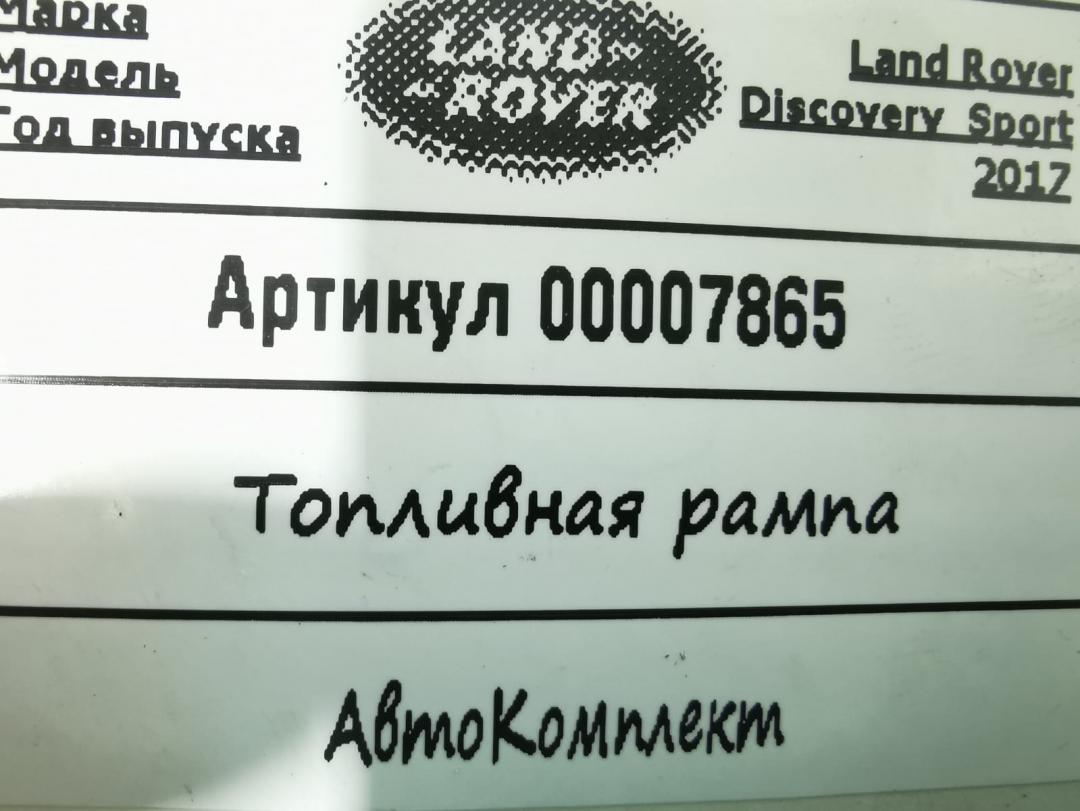 Марка
Модель
Год выпуска
LAND-
-ROVER
Land Rover
Discovery Sport
2017
Артикул 00007865
Топливная рампа
АвтоКомплект